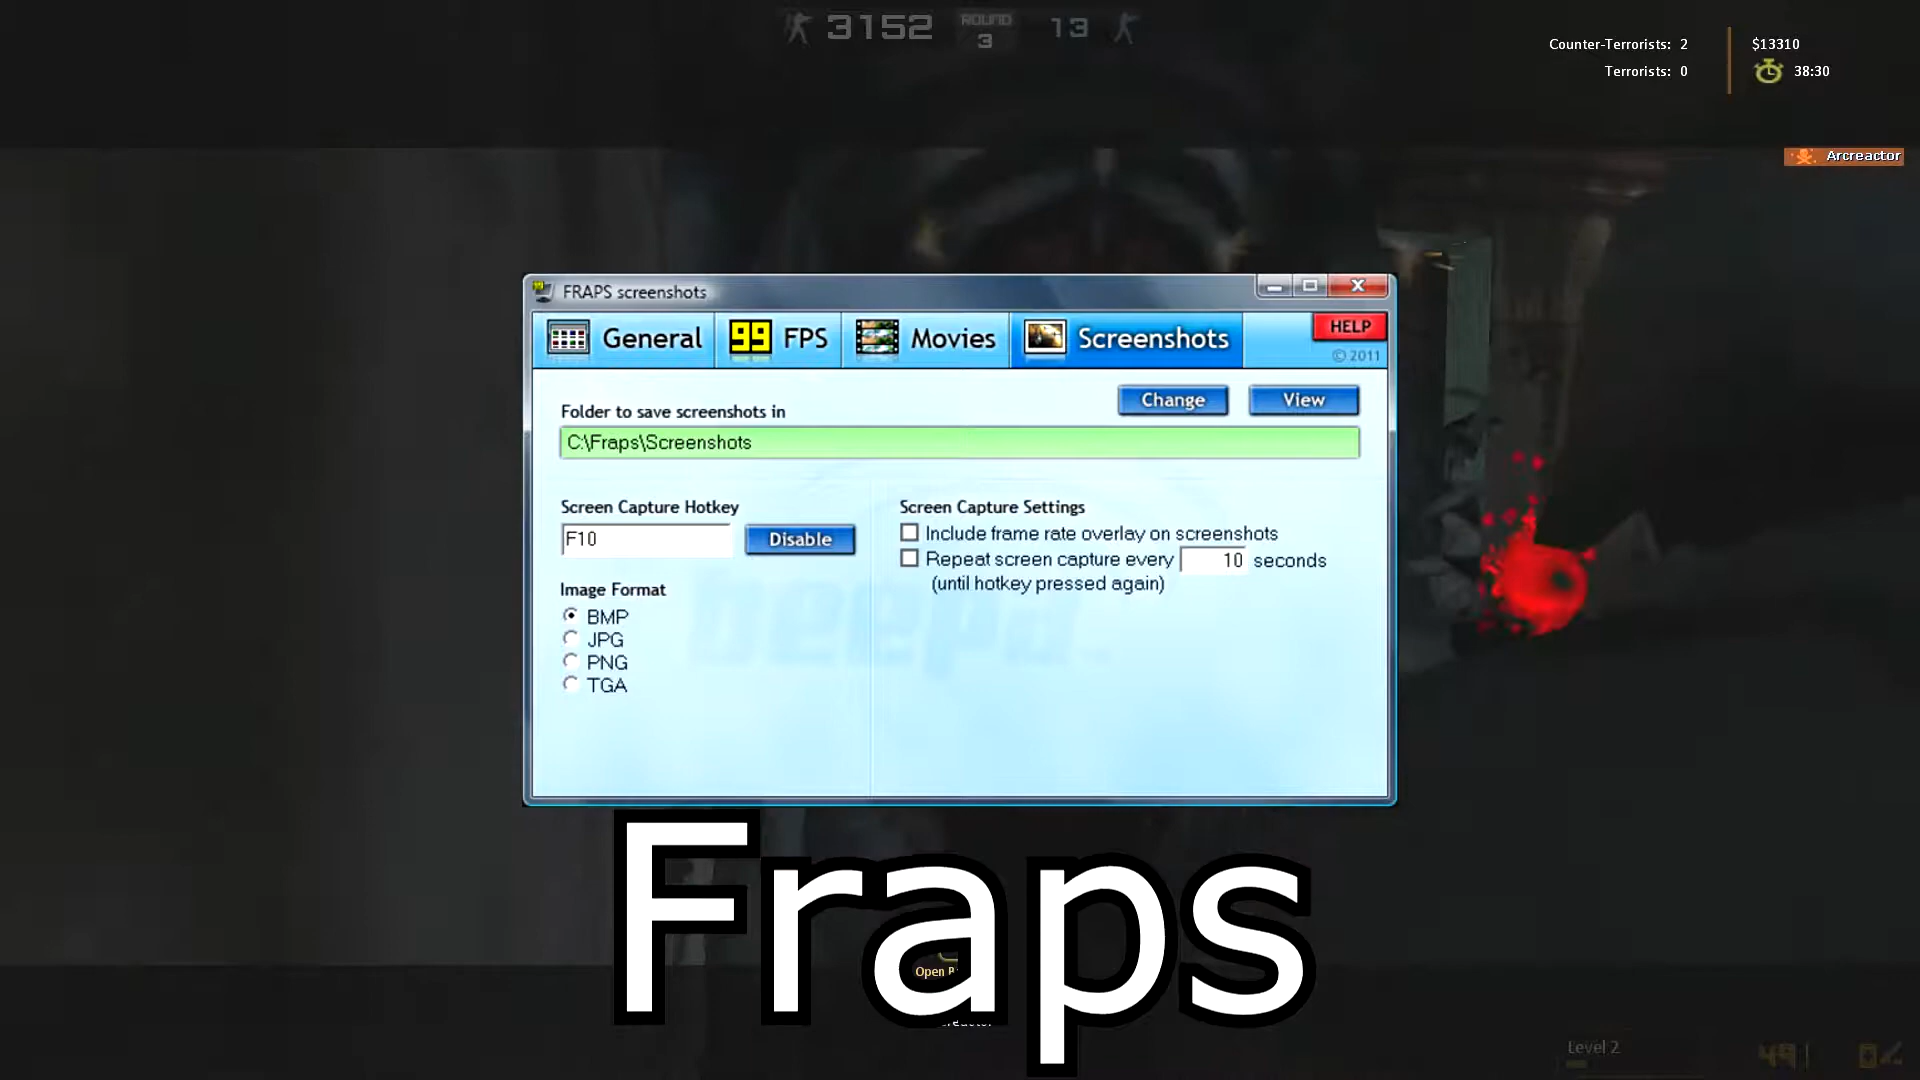 3152
ROUND
3
13
Counter-Terrorists: 2
Terrorists: 0
$13310
38:30
Arcreactor
FRAPS screenshots
General
99 FPS
Movies
Screenshots
HELP
© 2011
Folder to save screenshots in
Change
View
C:\Fraps\Screenshots
Screen Capture Hotkey
F10
Disable
Image Format
BMP
JPG
PNG
TGA
Screen Capture Settings
Include frame rate overlay on screenshots
Repeat screen capture every 10 seconds
(until hotkey pressed again)
beepa
Fraps
Open
Level 2